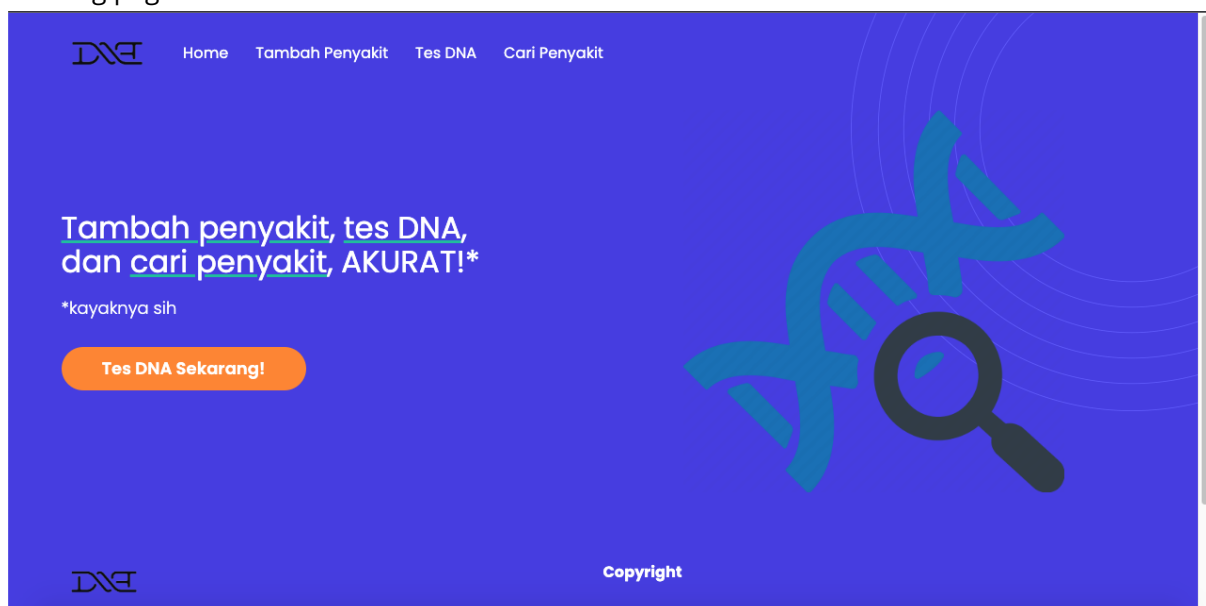 DNA
Home Tambah Penyakit Tes DNA Cari Penyakit
Tambah penyakit, tes DNA,
dan cari penyakit, AKURAT!*
*kayaknya sih
Tes DNA Sekarang!
Copyright
DNA